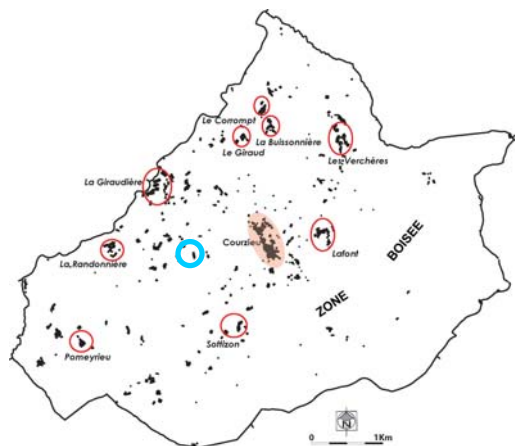 Le Corrompt
La Buissonnière
Le Giraud
Les Verchères
La Giraudière
Courzieu
Lafont
BOISEE
La Randonnière
ZONE
Sottizon
Pomeyrieu
N
0 1Km